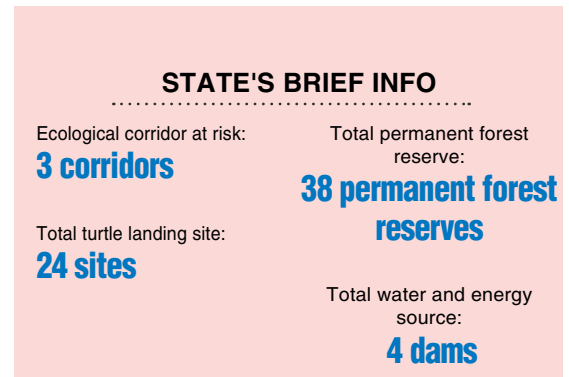 STATE'S BRIEF INFO
Ecological corridor at risk:
3 corridors
Total turtle landing site:
24 sites
Total permanent forest
reserve:
38 permanent forest
reserves
Total water and energy
source:
4 dams